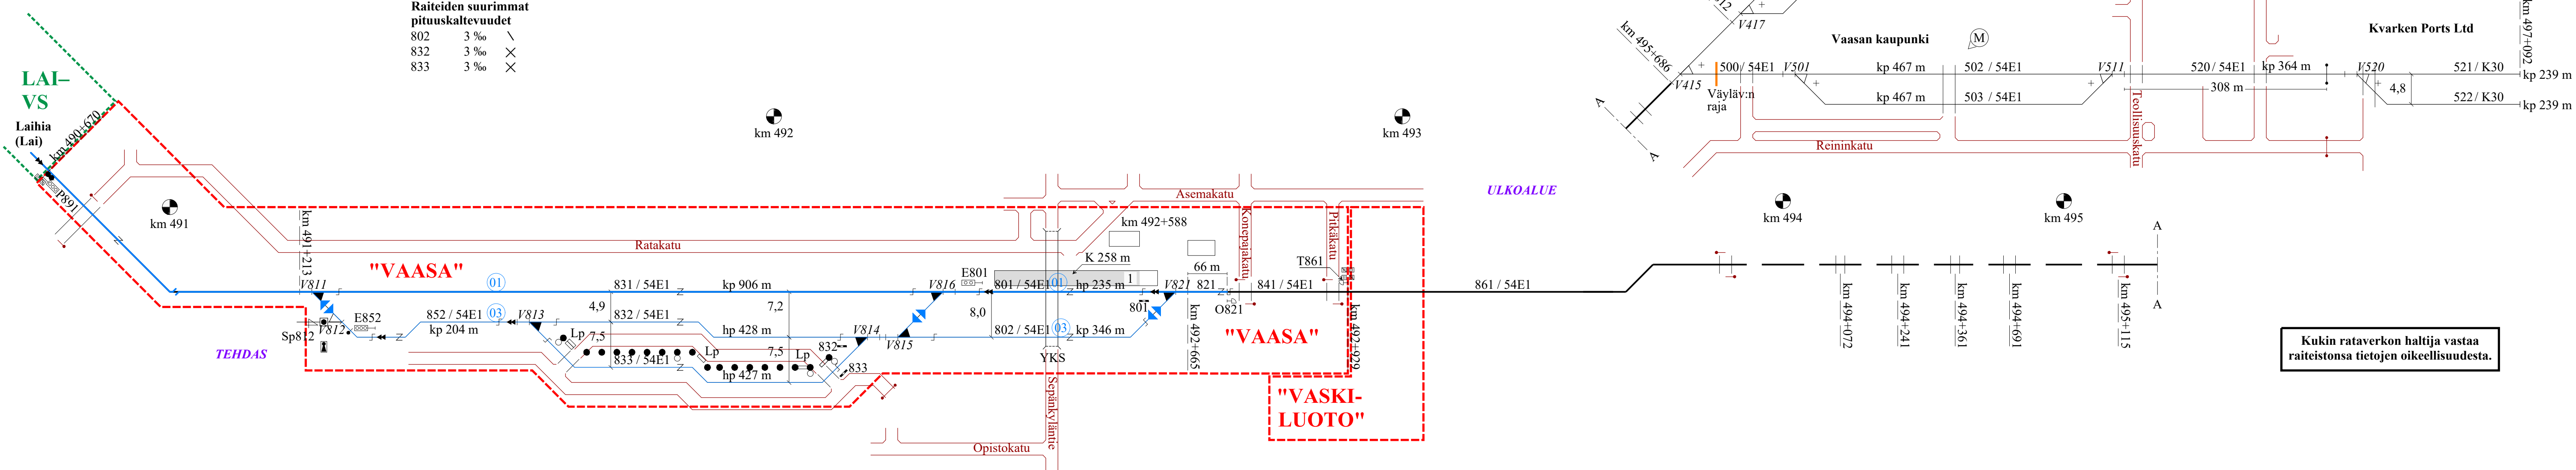 Raiteiden suurimmat
pituuskaltevuudet
802 3 ‰ \
832 3 ‰ ×
833 3 ‰ ×
LAI–
VS
Laihia
(Lai)
km 490+670
P891
km 491
km 492
km 493
km 491+213
"VAASA"
Ratakatu
Asemakatu
Konepajakatu
Pitkäkatu
km 492+588
K 258 m
1
66 m
T861
ULKOALUE
V811
01
831 / 54E1
kp 906 m
V816
E801
801 / 54E1
01
hp 235 m
V821
821
841 / 54E1
861 / 54E1
O821
801
4,9
7,2
8,0
Sp812
V812
E852
852 / 54E1
kp 204 m
03
V813
832 / 54E1
hp 428 m
V814
V815
802 / 54E1
03
kp 346 m
Lp
7,5
833 / 54E1
Lp
7,5
Lp
hp 427 m
832
833
YKS
Sepänkyläntie
Opistokatu
TEHDAS
km 492+665
"VAASA"
km 492+929
"VASKI-
LUOTO"
km 494
km 495
km 494+072
km 494+241
km 494+361
km 494+691
km 495+115
A
A
V417
km 495+686
V415
A
A
500 / 54E1
Väyläv:n
raja
V501
kp 467 m
502 / 54E1
kp 467 m
503 / 54E1
Vaasan kaupunki
M
V511
520 / 54E1
kp 364 m
308 m
V520
4,8
521 / K30
kp 239 m
522 / K30
kp 239 m
Kvarken Ports Ltd
km 497+092
Teollisuuskatu
Reininkatu
Kukin rataverkon haltija vastaa
raiteistonsa tietojen oikeellisuudesta.